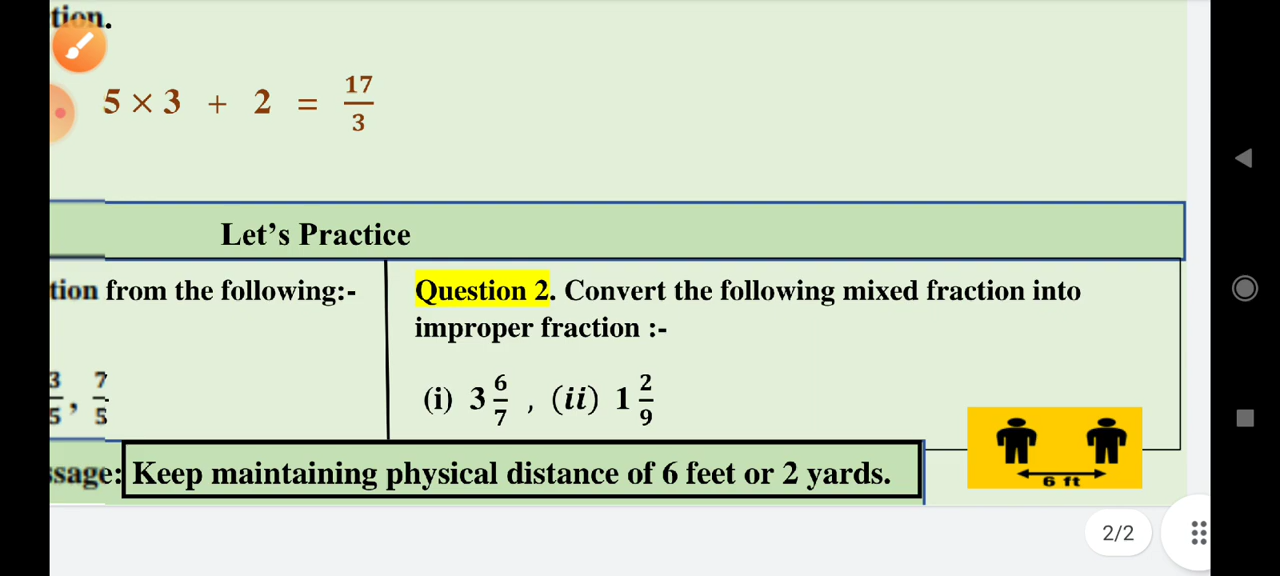 tion.
5 × 3 + 2 = 17/3
Let's Practice
tion from the following:-
3/5, 7/5
Question 2. Convert the following mixed fraction into
improper fraction :-
(i) 3 6/7 , (ii) 1 2/9
ssage: Keep maintaining physical distance of 6 feet or 2 yards.
6 ft
2/2